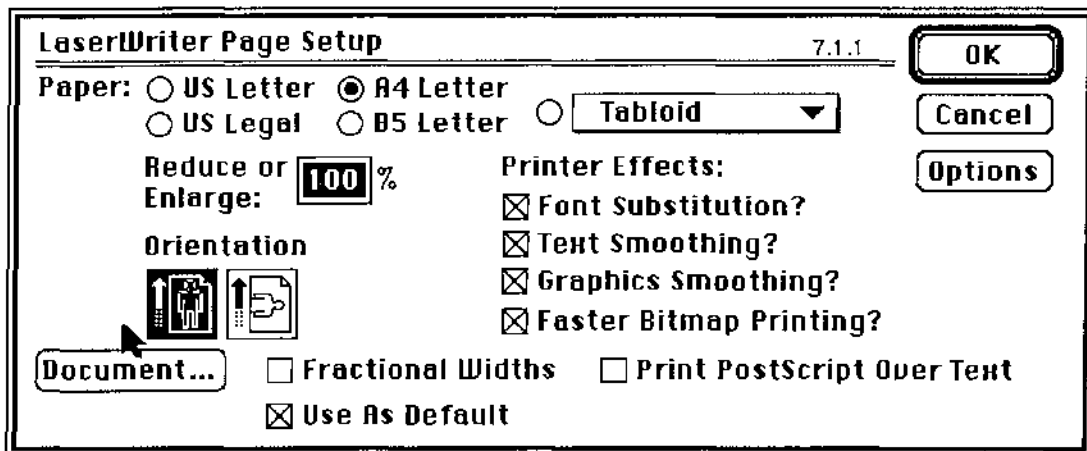 LaserWriter Page Setup 7.1.1 OK
Paper: US Letter A4 Letter
US Legal B5 Letter Tabloid Cancel
Reduce or 100 % Printer Effects: Options
Enlarge: Font Substitution?
Orientation Text Smoothing?
Graphics Smoothing?
Faster Bitmap Printing?
Document... Fractional Widths Print PostScript Over Text
Use As Default